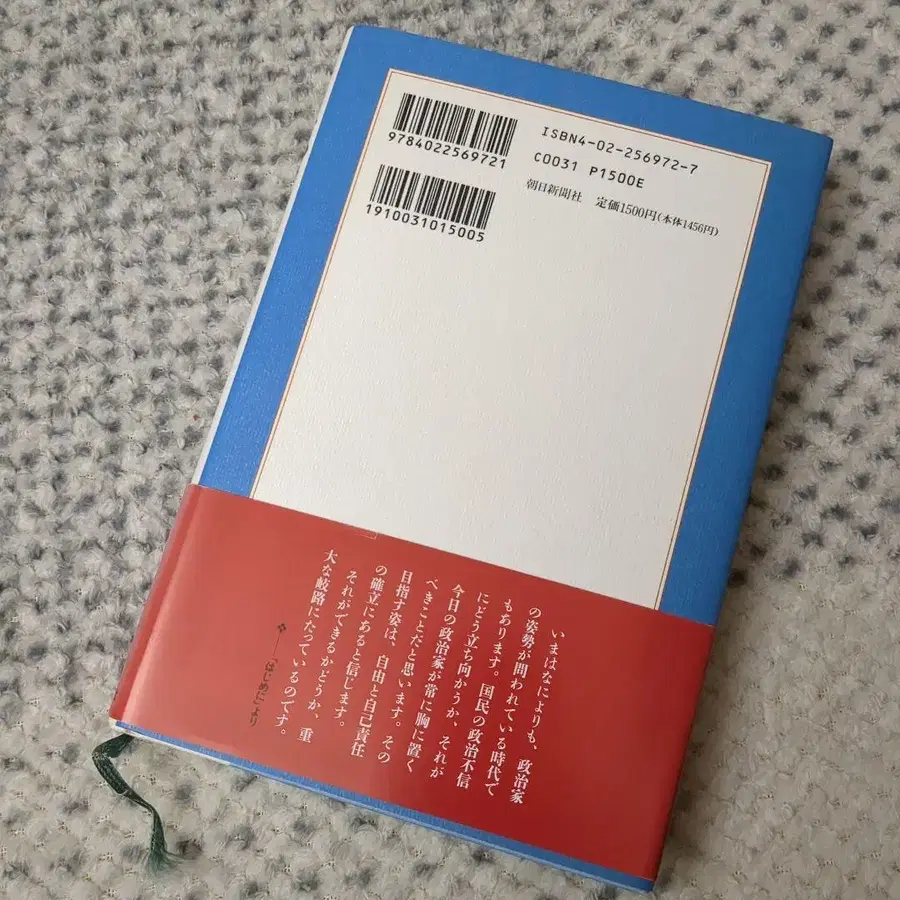 9784022569721
ISBN4-02-256972-7
C0031 P1500E
朝日新聞社 定価1500円(本体1456円)
1910031015005
いまはなによりも、政治家
の姿勢が問われている時代で
もあります。国民の政治不信
にどう立ち向かうか、それが
今日の政治家が常に胸に置く
べきことだと思います。その
目指す姿は、自由と自己責任
の確立にあると信じます。
それができるかどうか、重
大な岐路にたっているのです。
❖──「はじめに」より